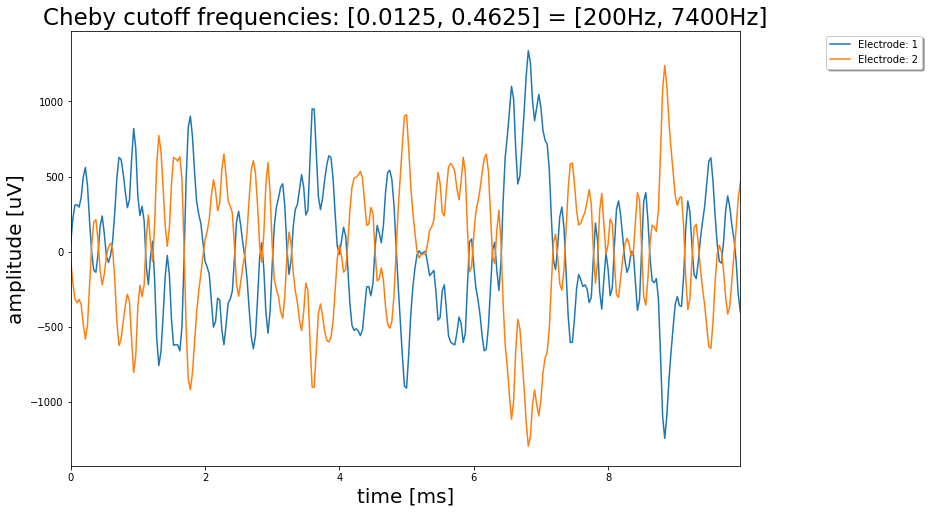 Cheby cutoff frequencies: [0.0125, 0.4625] = [200Hz, 7400Hz]
Electrode: 1
Electrode: 2
amplitude [uV]
1000
500
0
−500
−1000
0 2 4 6 8
time [ms]